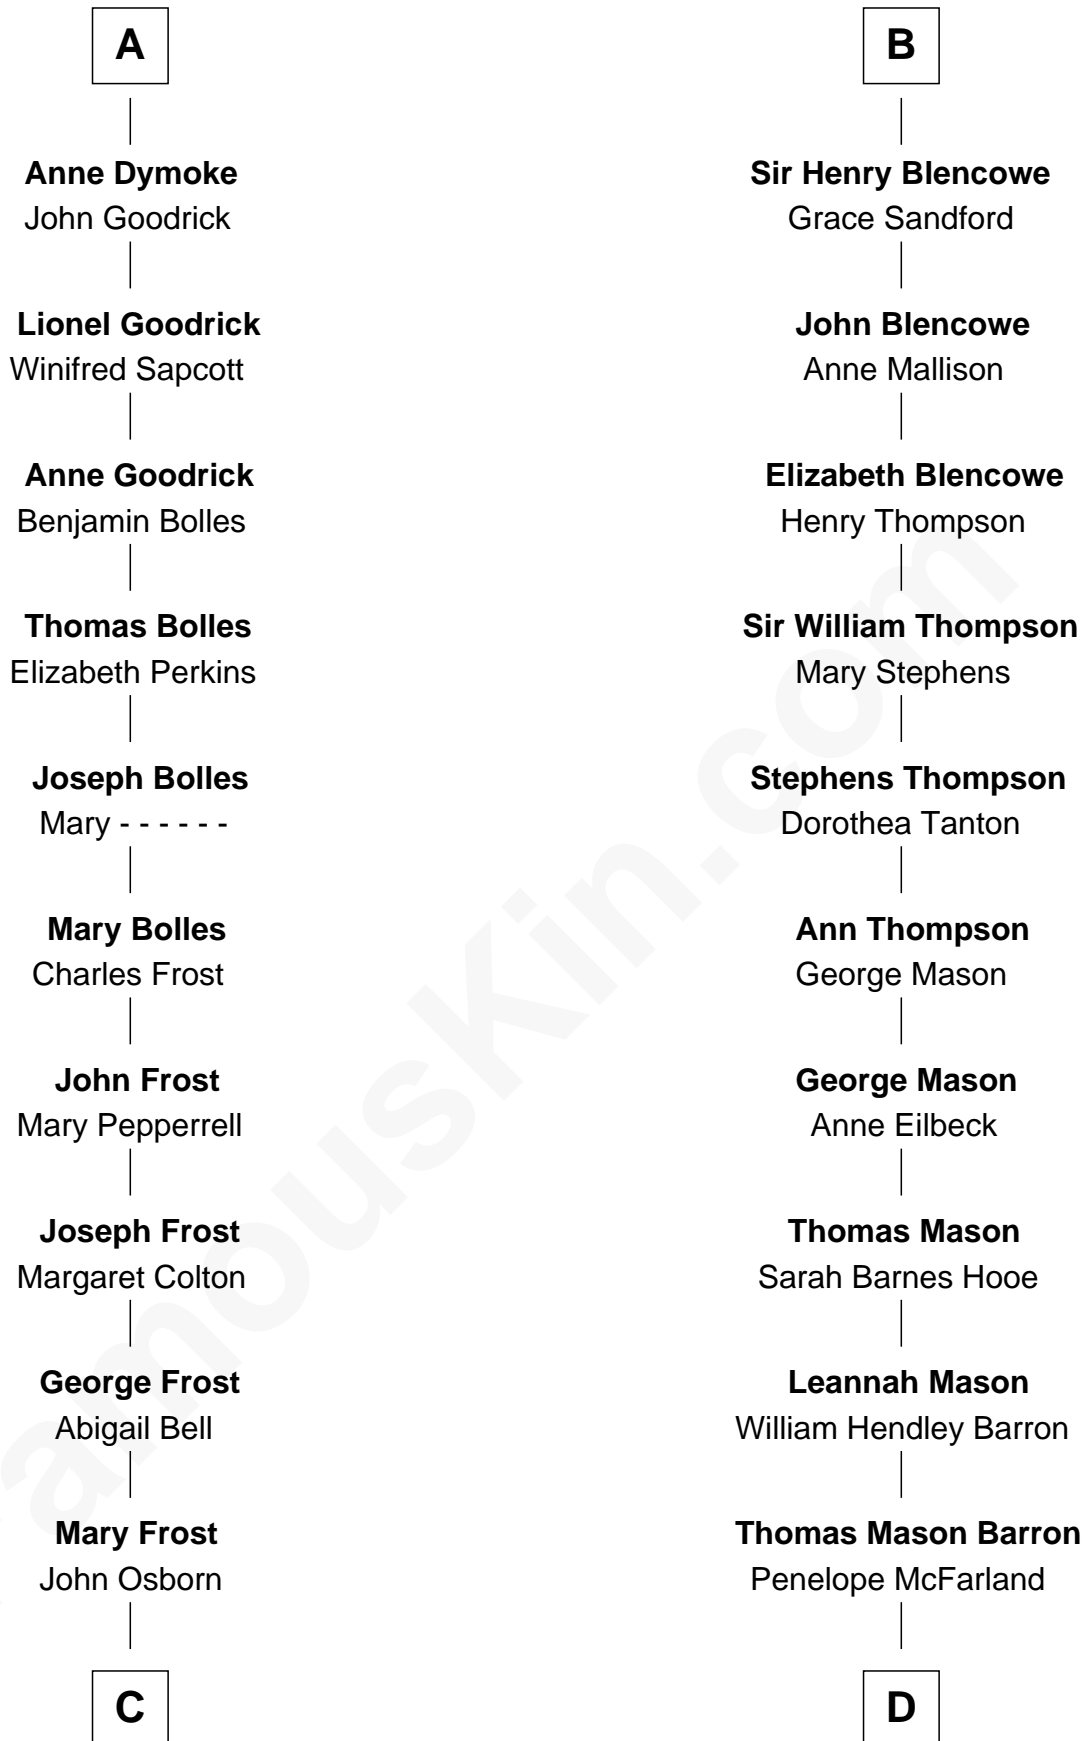 A
Anne Dymoke
John Goodrick
Lionel Goodrick
Winifred Sapcott
Anne Goodrick
Benjamin Bolles
Thomas Bolles
Elizabeth Perkins
Joseph Bolles
Mary - - - - - -
Mary Bolles
Charles Frost
John Frost
Mary Pepperrell
Joseph Frost
Margaret Colton
George Frost
Abigail Bell
Mary Frost
John Osborn
C
B
Sir Henry Blencowe
Grace Sandford
John Blencowe
Anne Mallison
Elizabeth Blencowe
Henry Thompson
Sir William Thompson
Mary Stephens
Stephens Thompson
Dorothea Tanton
Ann Thompson
George Mason
George Mason
Anne Eilbeck
Thomas Mason
Sarah Barnes Hooe
Leannah Mason
William Hendley Barron
Thomas Mason Barron
Penelope McFarland
D
amousKin.com